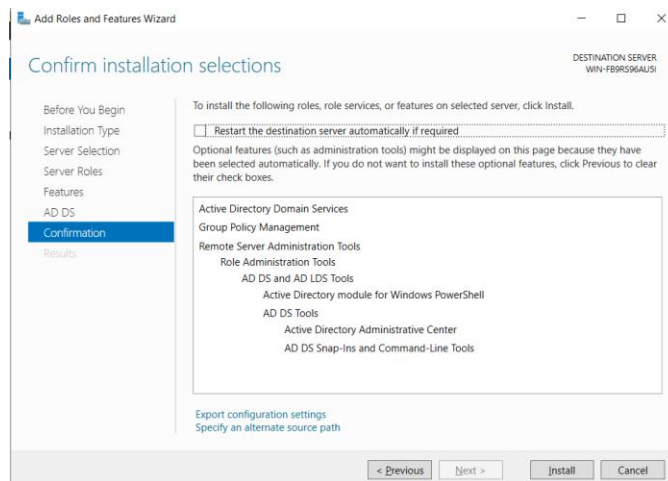 Add Roles and Features Wizard
Confirm installation selections
DESTINATION SERVER
WIN-FB9RS96AU5I
Before You Begin
Installation Type
Server Selection
Server Roles
Features
AD DS
Confirmation
Results
To install the following roles, role services, or features on selected server, click Install.
Restart the destination server automatically if required
Optional features (such as administration tools) might be displayed on this page because they have
been selected automatically. If you do not want to install these optional features, click Previous to clear
their check boxes.
Active Directory Domain Services
Group Policy Management
Remote Server Administration Tools
Role Administration Tools
AD DS and AD LDS Tools
Active Directory module for Windows PowerShell
AD DS Tools
Active Directory Administrative Center
AD DS Snap-Ins and Command-Line Tools
Export configuration settings
Specify an alternate source path
< Previous
Next >
Install
Cancel